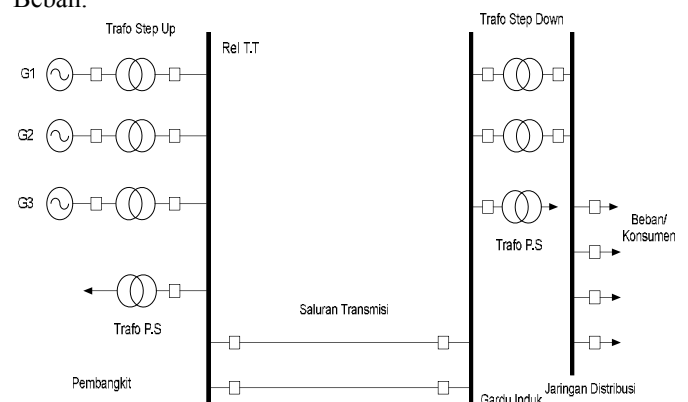 Beban.
Trafo Step Up
Trafo Step Down
Rel T.T
G1
G2
G3
Trafo P.S
Beban/
Konsumen
Trafo P.S
Saluran Transmisi
Pembangkit
Gardu Induk
Jaringan Distribusi